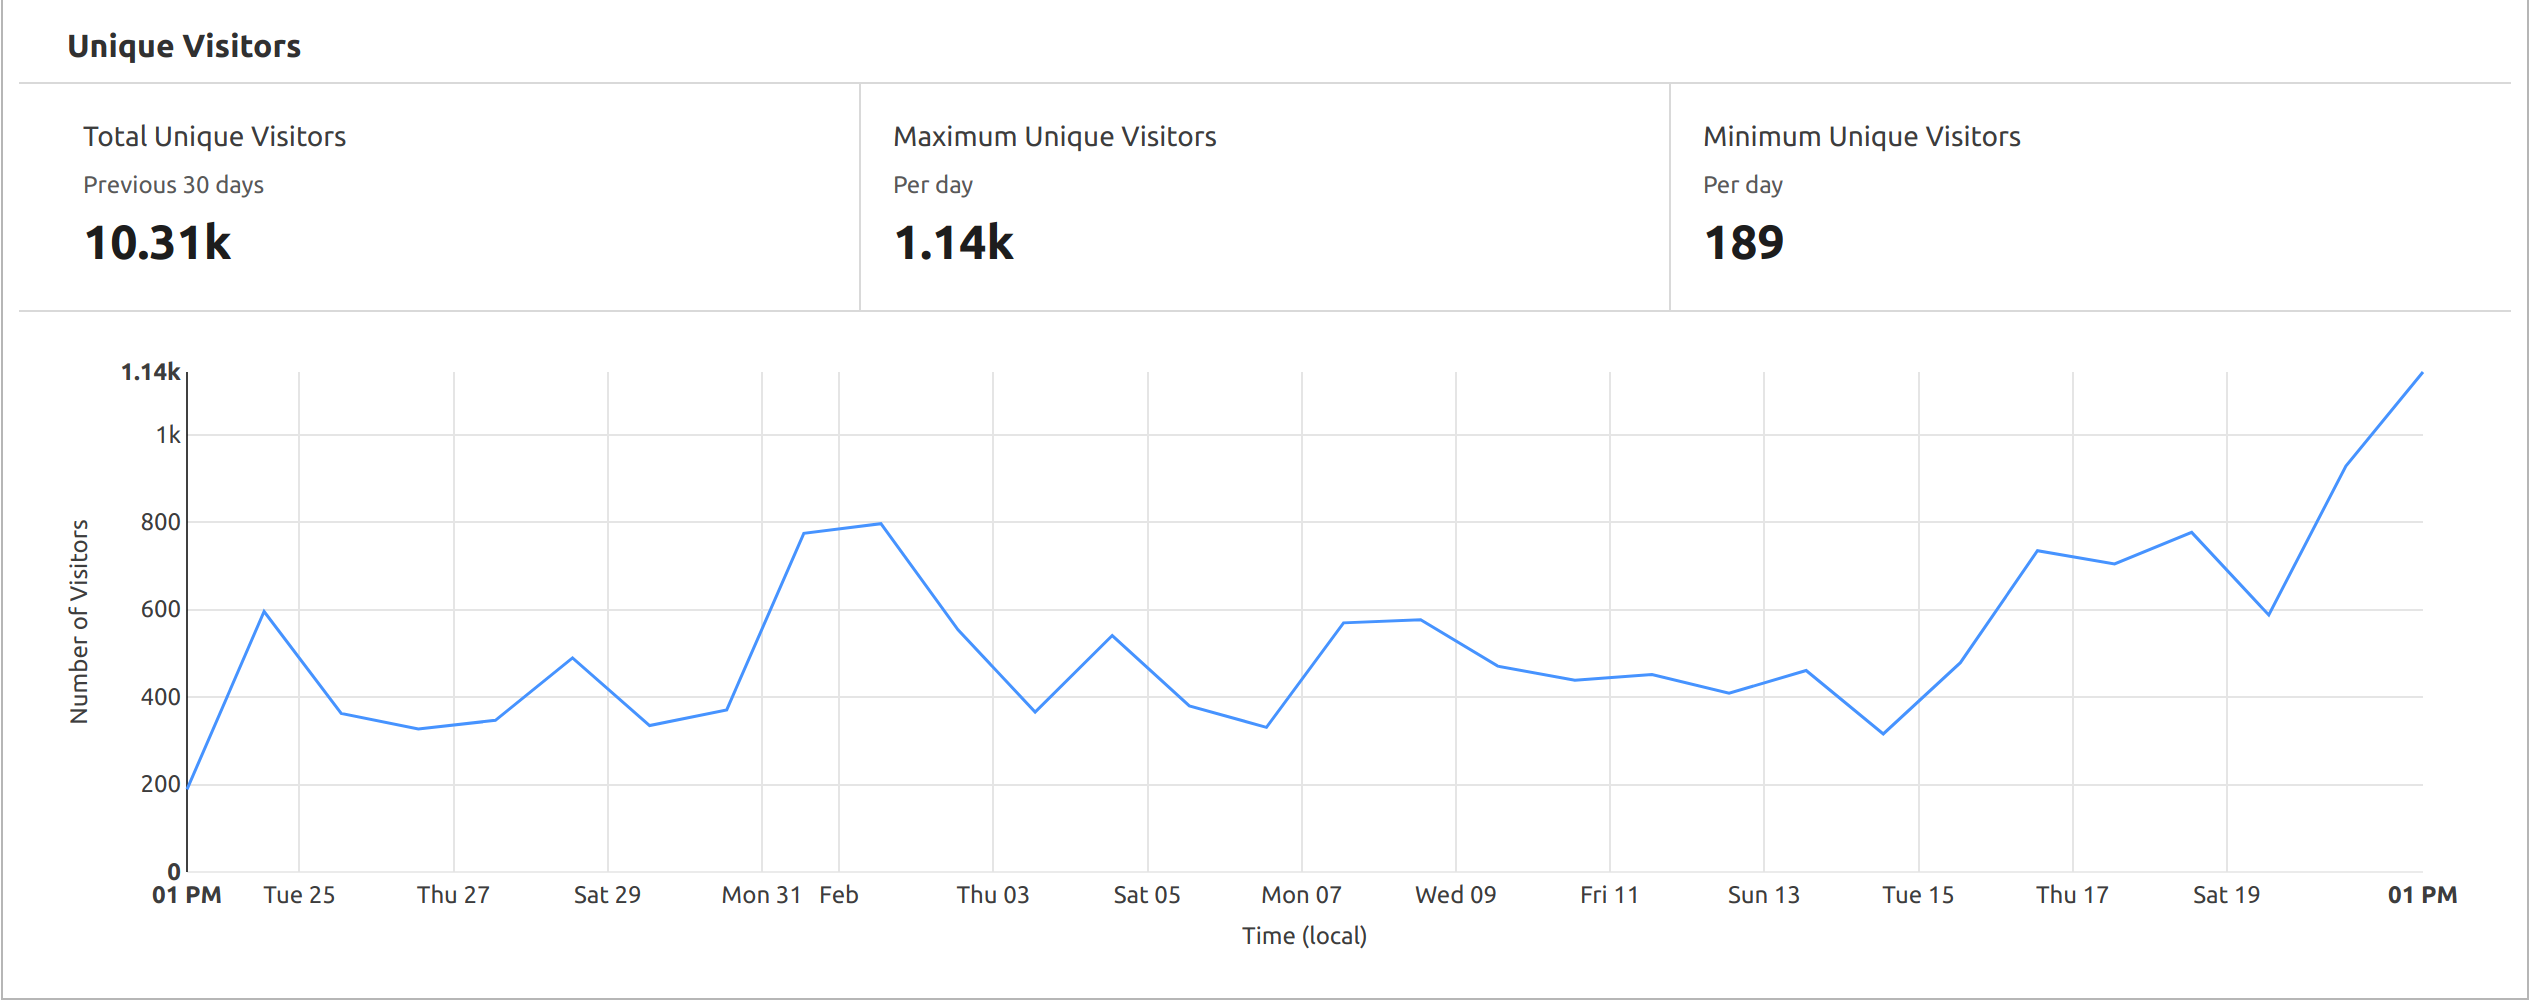 Unique Visitors
Total Unique Visitors
Previous 30 days
10.31k
Maximum Unique Visitors
Per day
1.14k
Minimum Unique Visitors
Per day
189
Number of Visitors
1.14k
1k
800
600
400
200
0
01 PM Tue 25 Thu 27 Sat 29 Mon 31 Feb Thu 03 Sat 05 Mon 07 Wed 09 Fri 11 Sun 13 Tue 15 Thu 17 Sat 19 01 PM
Time (local)